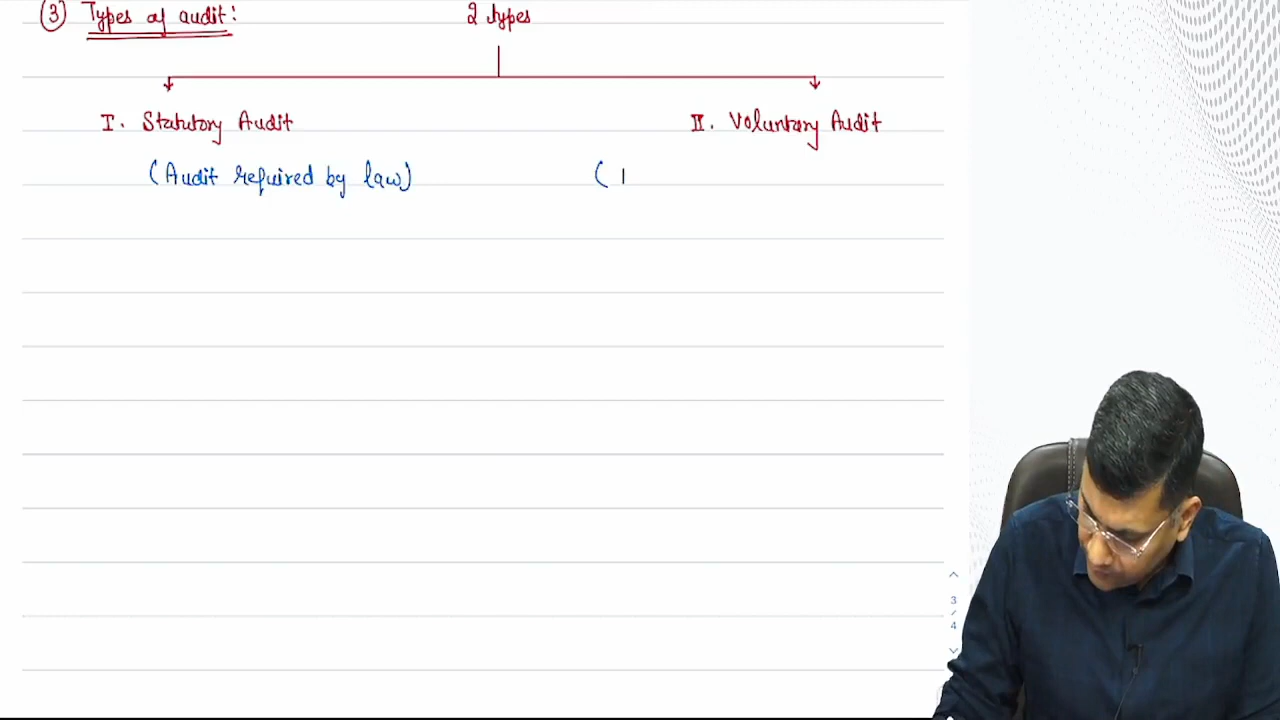 ③ Types of audit: 2 types
I. Statutory Audit II. Voluntary Audit
(Audit required by law) (
3
/
4